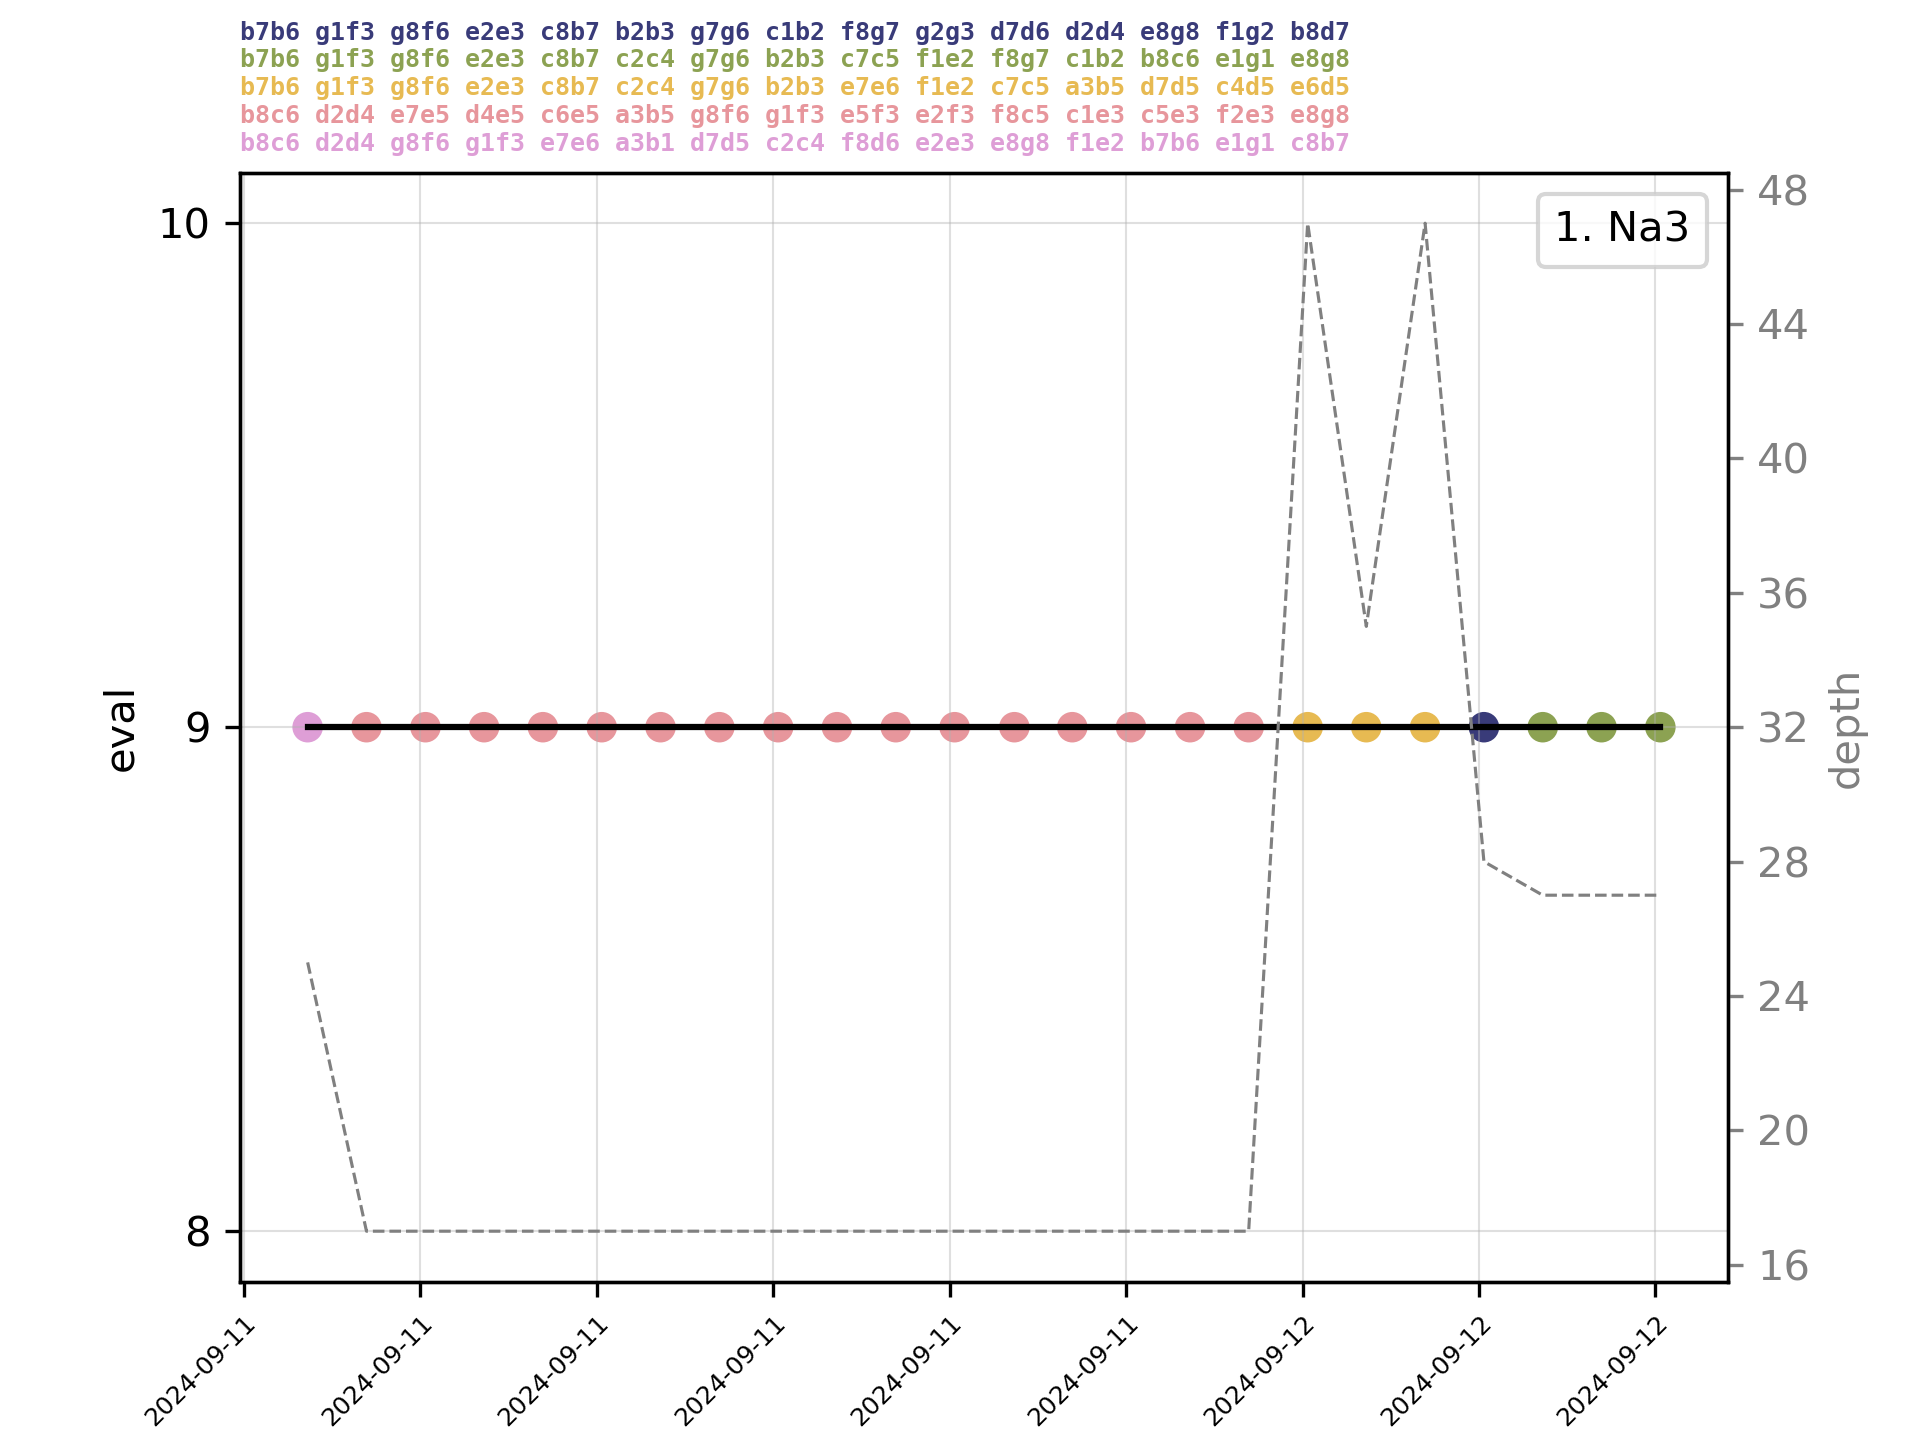 b7b6 g1f3 g8f6 e2e3 c8b7 b2b3 g7g6 c1b2 f8g7 g2g3 d7d6 d2d4 e8g8 f1g2 b8d7
b7b6 g1f3 g8f6 e2e3 c8b7 c2c4 g7g6 b2b3 c7c5 f1e2 f8g7 c1b2 b8c6 e1g1 e8g8
b7b6 g1f3 g8f6 e2e3 c8b7 c2c4 g7g6 b2b3 e7e6 f1e2 c7c5 a3b5 d7d5 c4d5 e6d5
b8c6 d2d4 e7e5 d4e5 c6e5 a3b5 g8f6 g1f3 e5f3 e2f3 f8c5 c1e3 c5e3 f2e3 e8g8
b8c6 d2d4 g8f6 g1f3 e7e6 a3b1 d7d5 c2c4 f8d6 e2e3 e8g8 f1e2 b7b6 e1g1 c8b7
1. Na3
10
9
8
eval
48
44
40
36
32
28
24
20
16
depth
2024-09-11
2024-09-11
2024-09-11
2024-09-11
2024-09-11
2024-09-11
2024-09-12
2024-09-12
2024-09-12